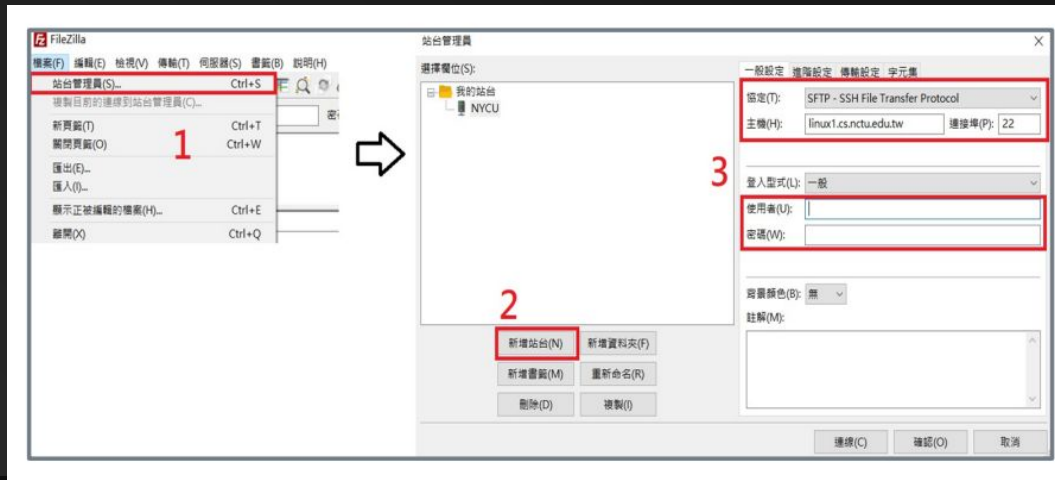 FileZilla
檔案(F) 編輯(E) 檢視(V) 傳輸(T) 伺服器(S) 書籤(B) 說明(H)
站台管理員(S)... Ctrl+S
複製目前的連線到站台管理員(C)...
新頁籤(T) Ctrl+T
關閉頁籤(O) Ctrl+W
匯出(E)...
匯入(I)...
顯示正被編輯的檔案(H)... Ctrl+E
離開(X) Ctrl+Q
1
站台管理員
選擇欄位(S):
我的站台
NYCU
2
新增站台(N) 新增資料夾(F)
新增書籤(M) 重新命名(R)
刪除(D) 複製(I)
3
一般設定 進階設定 傳輸設定 字元集
協定(T): SFTP - SSH File Transfer Protocol
主機(H): linux1.cs.nctu.edu.tw 連接埠(P): 22
登入型式(L): 一般
使用者(U):
密碼(W):
背景顏色(B): 無
註解(M):
連線(C) 確認(O) 取消